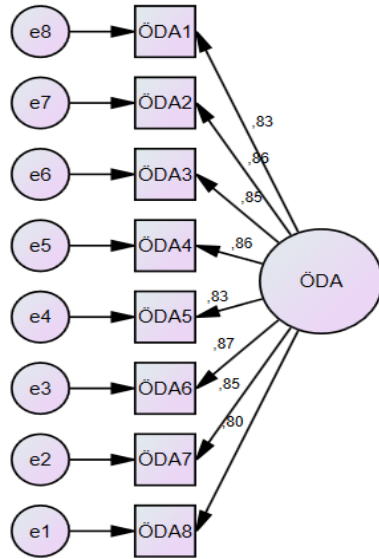 e8 ÖDA1
,83
e7 ÖDA2
,86
e6 ÖDA3
,85
e5 ÖDA4
,86
ÖDA
e4 ÖDA5
,83
e3 ÖDA6
,87
e2 ÖDA7
,85
e1 ÖDA8
,80